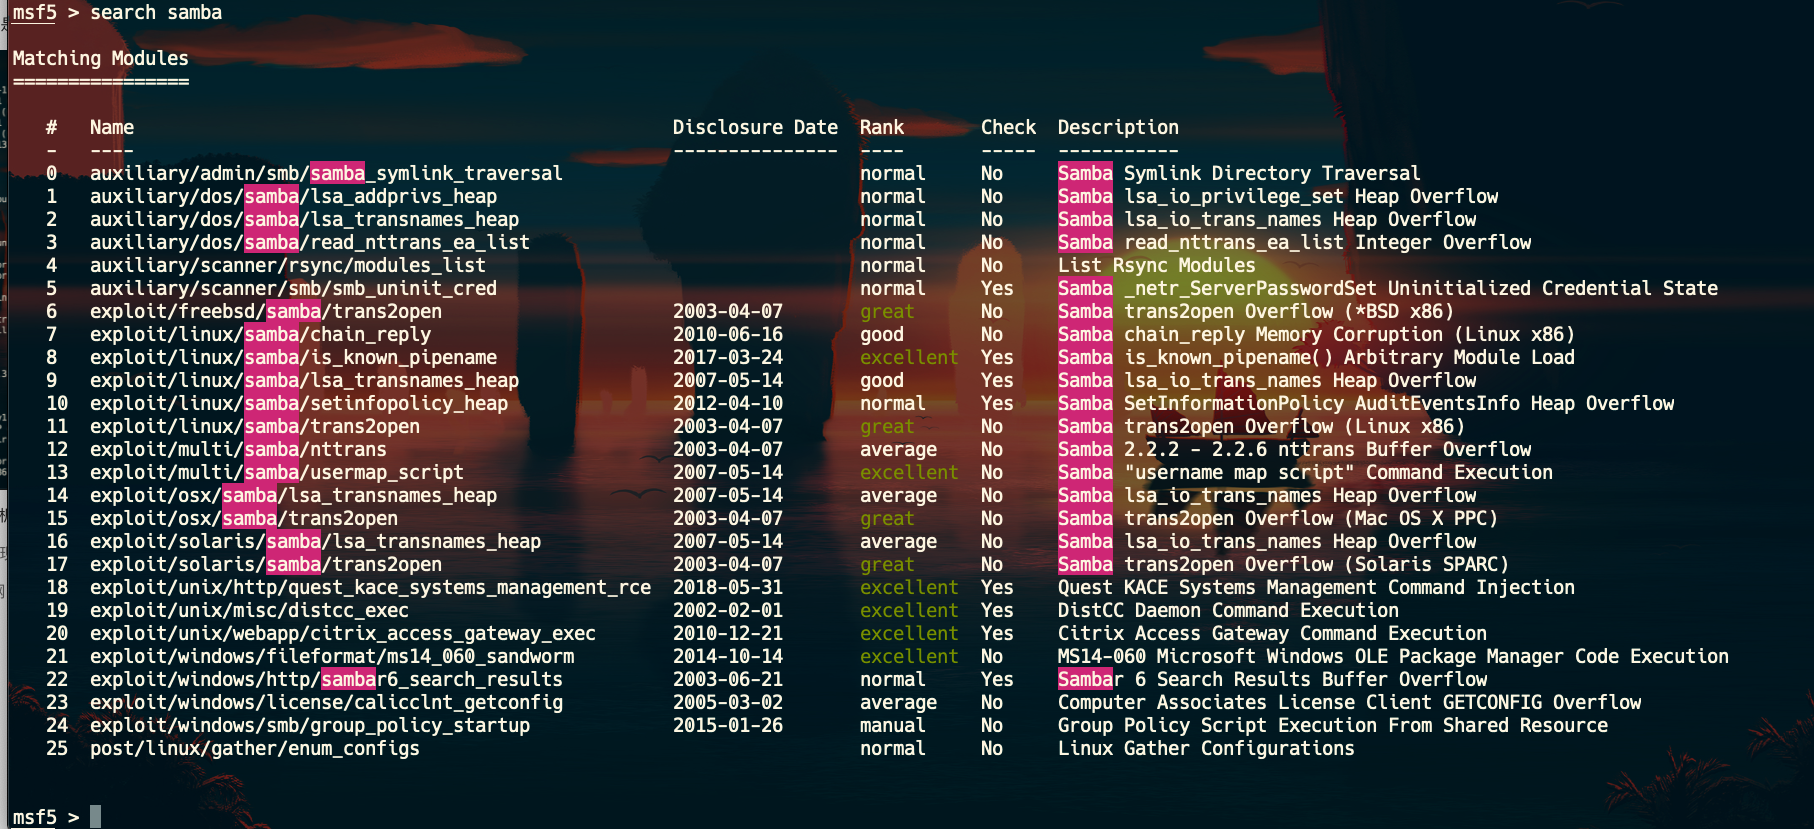 msf5 > search samba
Matching Modules
================
#   Name   Disclosure Date   Rank   Check   Description
-   ----   ---------------   ----   -----   -----------
0   auxiliary/admin/smb/samba_symlink_traversal   normal   No   Samba Symlink Directory Traversal
1   auxiliary/dos/samba/lsa_addprivs_heap   normal   No   Samba lsa_io_privilege_set Heap Overflow
2   auxiliary/dos/samba/lsa_transnames_heap   normal   No   Samba lsa_io_trans_names Heap Overflow
3   auxiliary/dos/samba/read_nttrans_ea_list   normal   No   Samba read_nttrans_ea_list Integer Overflow
4   auxiliary/scanner/rsync/modules_list   normal   No   List Rsync Modules
5   auxiliary/scanner/smb/smb_uninit_cred   normal   Yes   Samba _netr_ServerPasswordSet Uninitialized Credential State
6   exploit/freebsd/samba/trans2open   2003-04-07   great   No   Samba trans2open Overflow (*BSD x86)
7   exploit/linux/samba/chain_reply   2010-06-16   good   No   Samba chain_reply Memory Corruption (Linux x86)
8   exploit/linux/samba/is_known_pipename   2017-03-24   excellent   Yes   Samba is_known_pipename() Arbitrary Module Load
9   exploit/linux/samba/lsa_transnames_heap   2007-05-14   good   Yes   Samba lsa_io_trans_names Heap Overflow
10   exploit/linux/samba/setinfopolicy_heap   2012-04-10   normal   Yes   Samba SetInformationPolicy AuditEventsInfo Heap Overflow
11   exploit/linux/samba/trans2open   2003-04-07   great   No   Samba trans2open Overflow (Linux x86)
12   exploit/multi/samba/nttrans   2003-04-07   average   No   Samba 2.2.2 - 2.2.6 nttrans Buffer Overflow
13   exploit/multi/samba/usermap_script   2007-05-14   excellent   No   Samba "username map script" Command Execution
14   exploit/osx/samba/lsa_transnames_heap   2007-05-14   average   No   Samba lsa_io_trans_names Heap Overflow
15   exploit/osx/samba/trans2open   2003-04-07   great   No   Samba trans2open Overflow (Mac OS X PPC)
16   exploit/solaris/samba/lsa_transnames_heap   2007-05-14   average   No   Samba lsa_io_trans_names Heap Overflow
17   exploit/solaris/samba/trans2open   2003-04-07   great   No   Samba trans2open Overflow (Solaris SPARC)
18   exploit/unix/http/quest_kace_systems_management_rce   2018-05-31   excellent   Yes   Quest KACE Systems Management Command Injection
19   exploit/unix/misc/distcc_exec   2002-02-01   excellent   Yes   DistCC Daemon Command Execution
20   exploit/unix/webapp/citrix_access_gateway_exec   2010-12-21   excellent   Yes   Citrix Access Gateway Command Execution
21   exploit/windows/fileformat/ms14_060_sandworm   2014-10-14   excellent   No   MS14-060 Microsoft Windows OLE Package Manager Code Execution
22   exploit/windows/http/sambar6_search_results   2003-06-21   normal   Yes   Sambar 6 Search Results Buffer Overflow
23   exploit/windows/license/calicclnt_getconfig   2005-03-02   average   No   Computer Associates License Client GETCONFIG Overflow
24   exploit/windows/smb/group_policy_startup   2015-01-26   manual   No   Group Policy Script Execution From Shared Resource
25   post/linux/gather/enum_configs   normal   No   Linux Gather Configurations
msf5 >